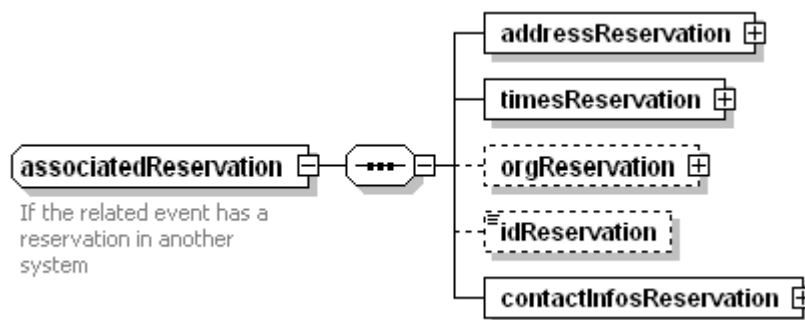 addressReservation
timesReservation
associatedReservation
orgReservation
If the related event has a
reservation in another
system
idReservation
contactInfosReservation